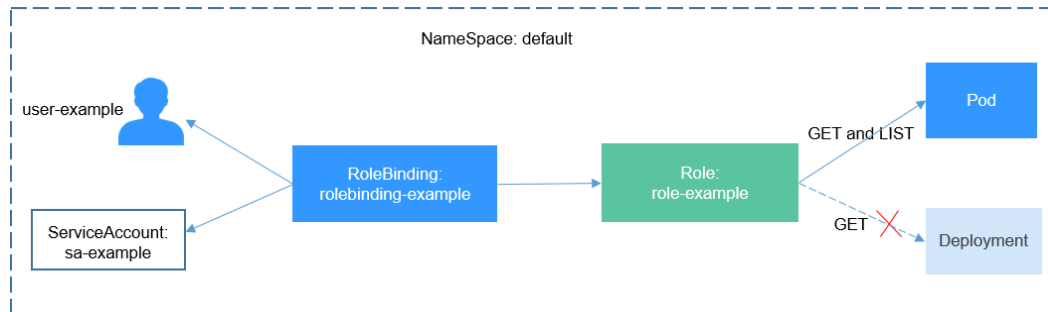 NameSpace: default
user-example
Pod
GET and LIST
RoleBinding:
rolebinding-example
Role:
role-example
ServiceAccount:
sa-example
GET
Deployment